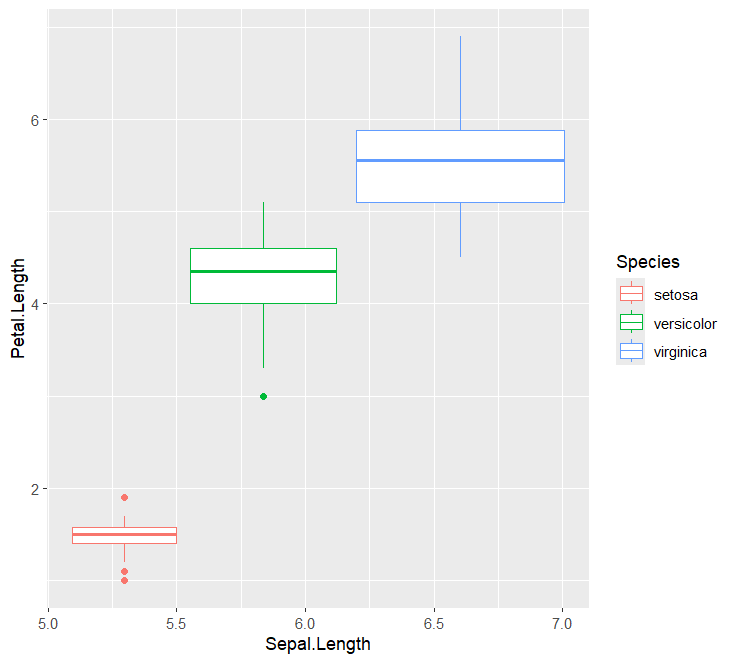 6
4
2
Petal.Length
5.0 5.5 6.0 6.5 7.0
Sepal.Length
Species
setosa
versicolor
virginica